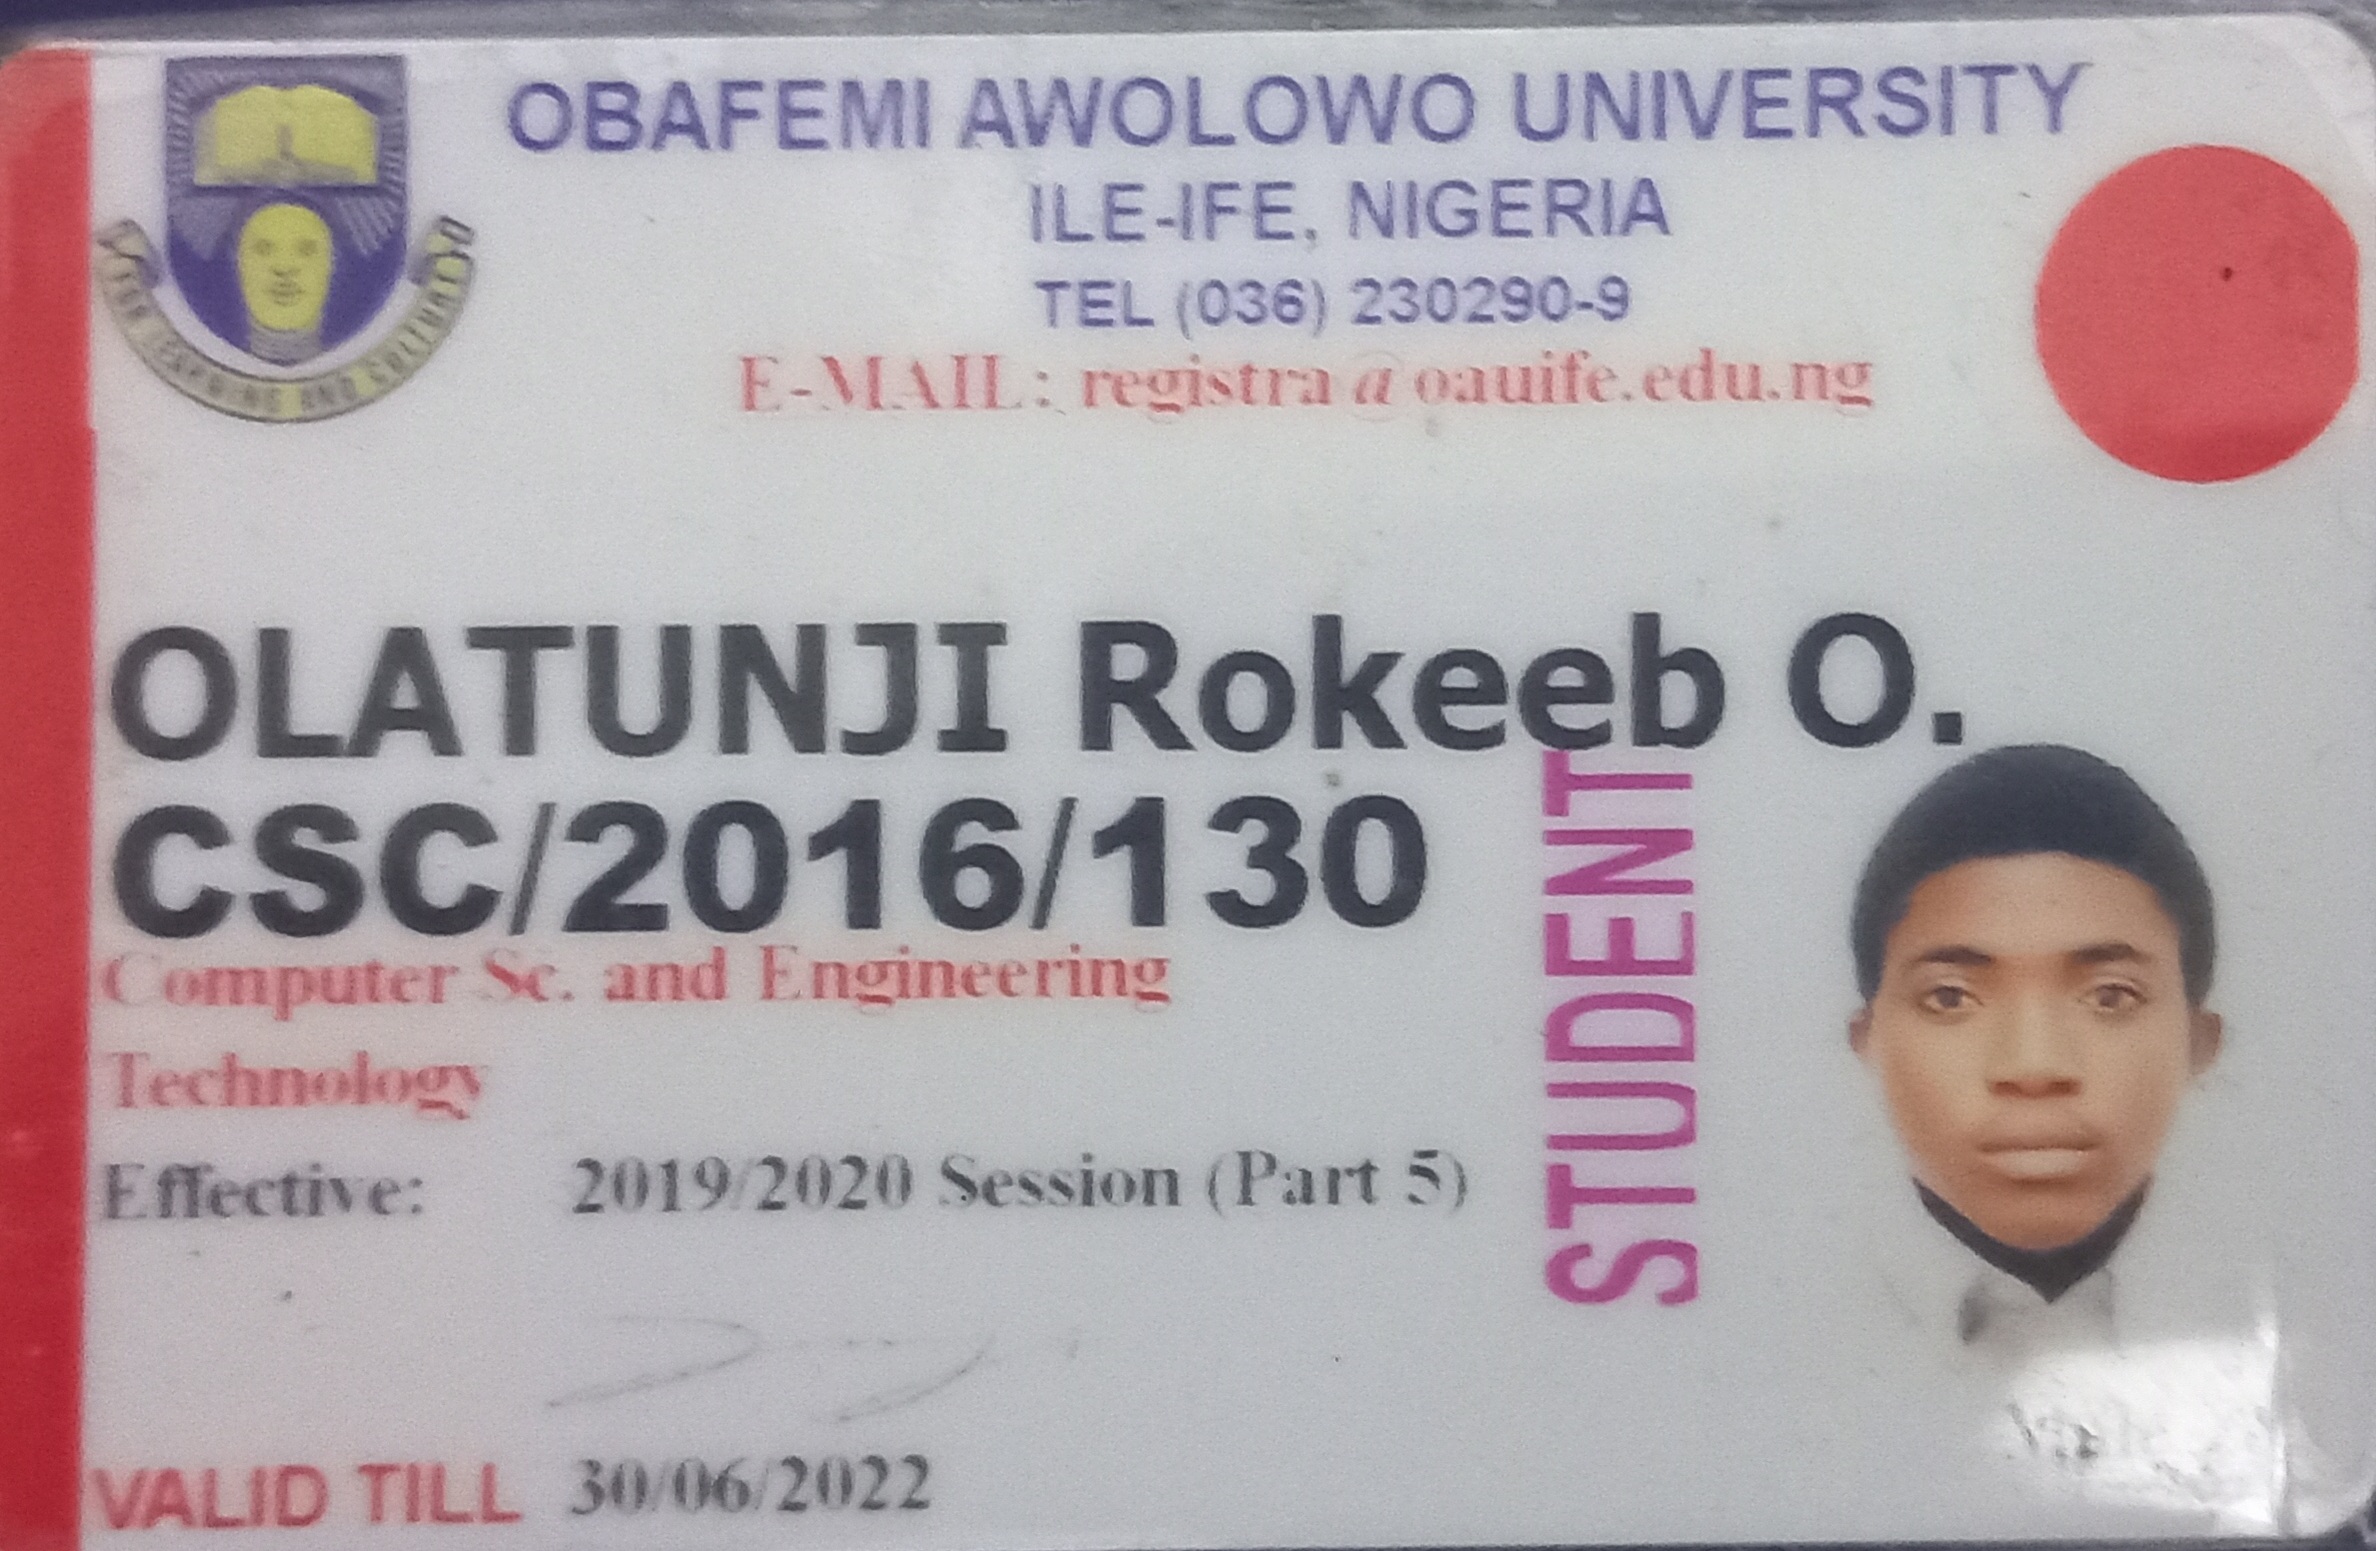 OBAFEMI AWOLOWO UNIVERSITY
ILE-IFE, NIGERIA
TEL (036) 230290-9
E-MAIL: registra@oauife.edu.ng
FOR LEARNING AND CULTURE
OLATUNJI Rokeeb O.
CSC/2016/130
Computer Sc. and Engineering
Technology
Effective: 2019/2020 Session (Part 5)
STUDENT
VALID TILL 30/06/2022